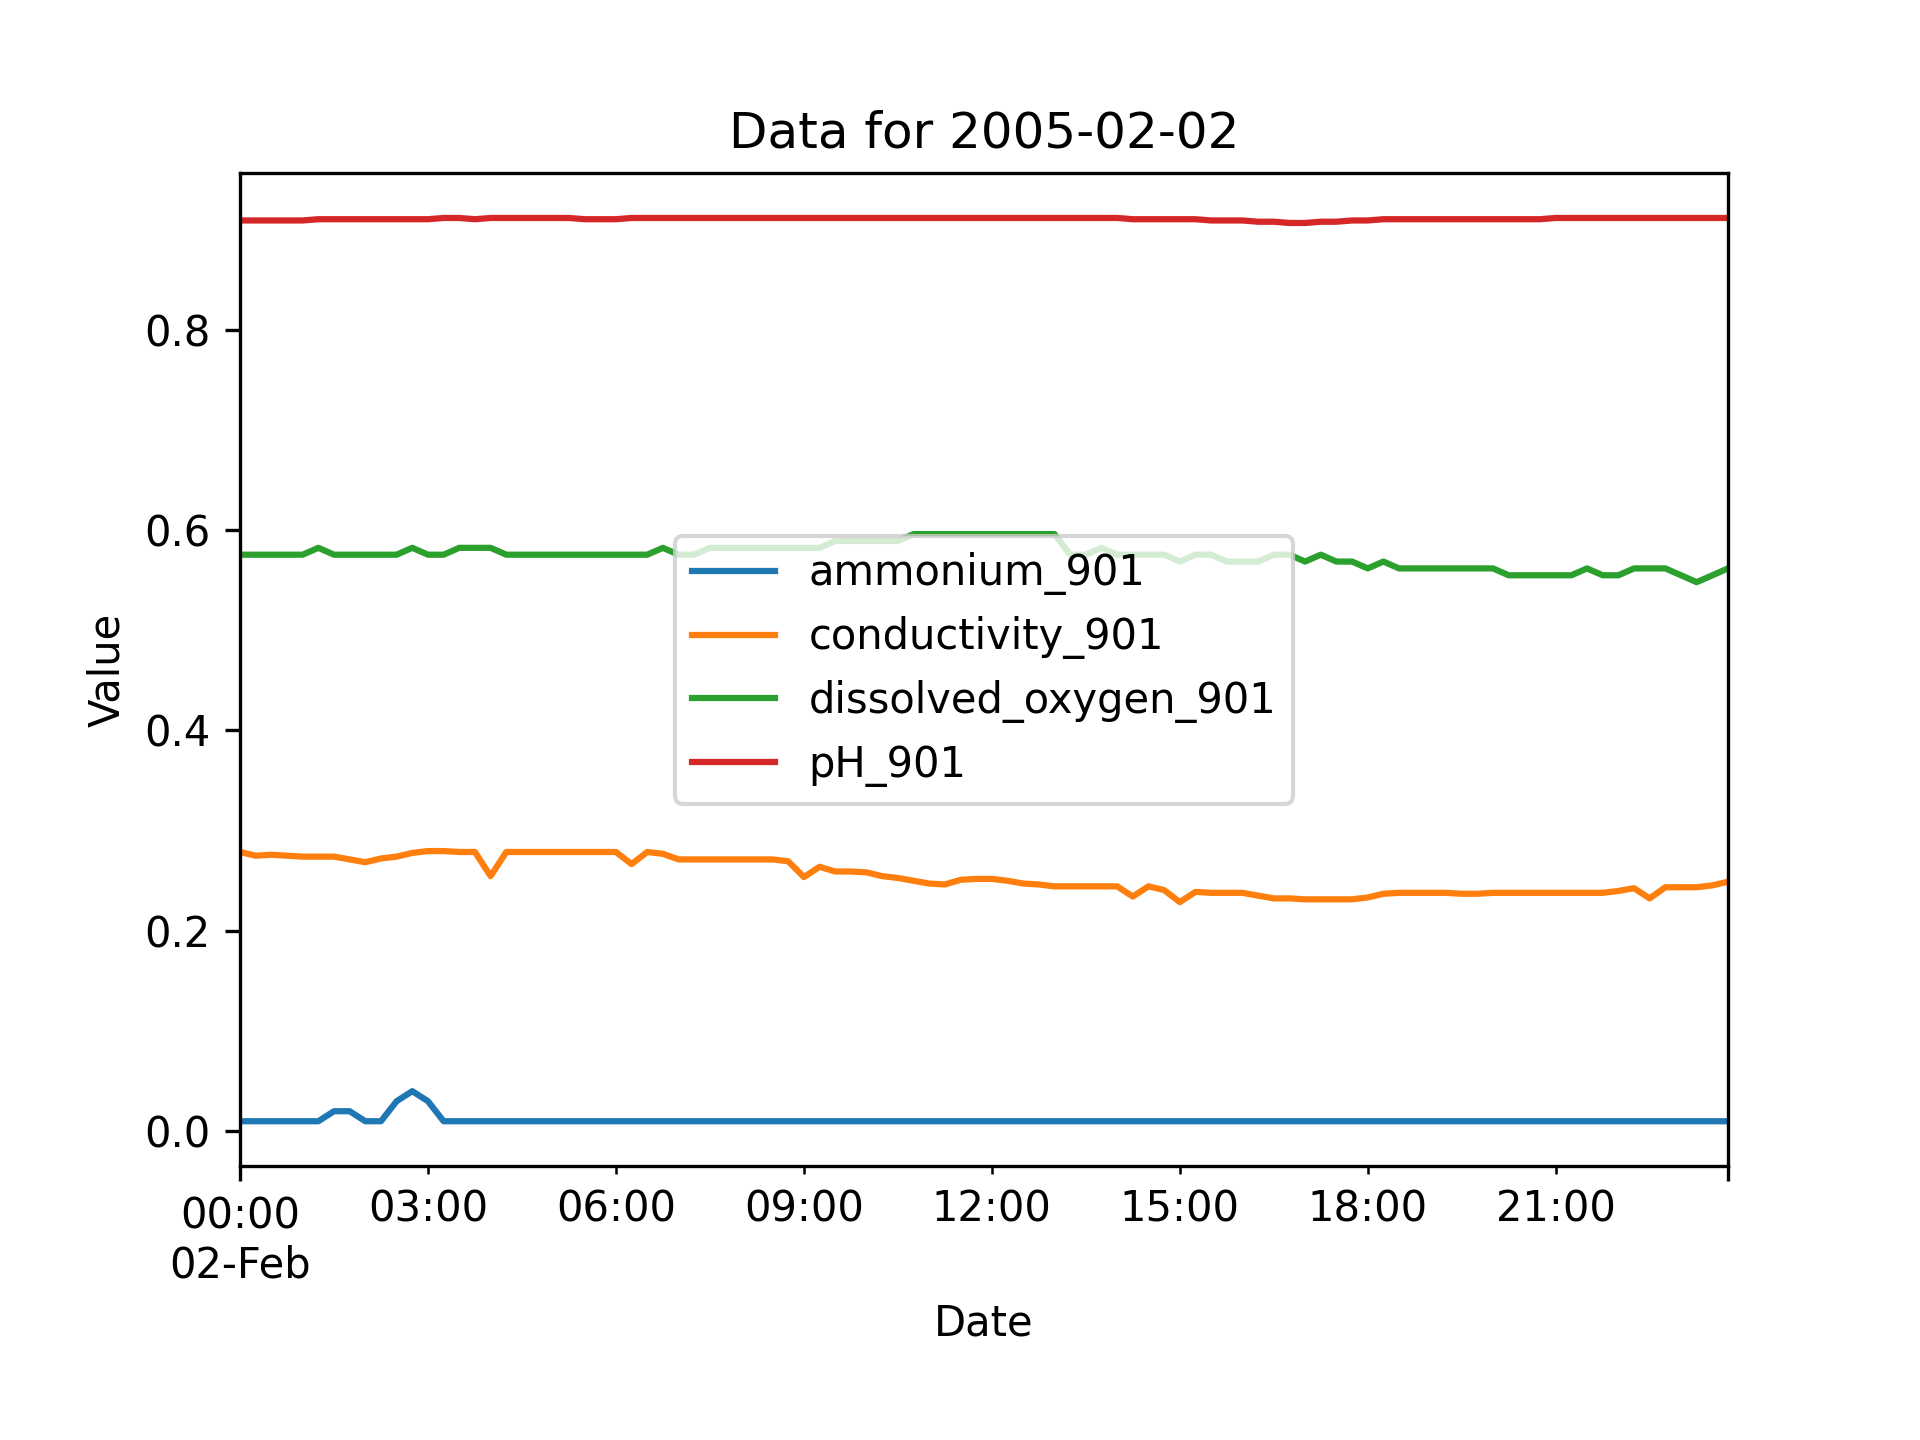 Data for 2005-02-02
Value
0.8
0.6
0.4
0.2
0.0
ammonium_901
conductivity_901
dissolved_oxygen_901
pH_901
00:00 03:00 06:00 09:00 12:00 15:00 18:00 21:00
02-Feb
Date